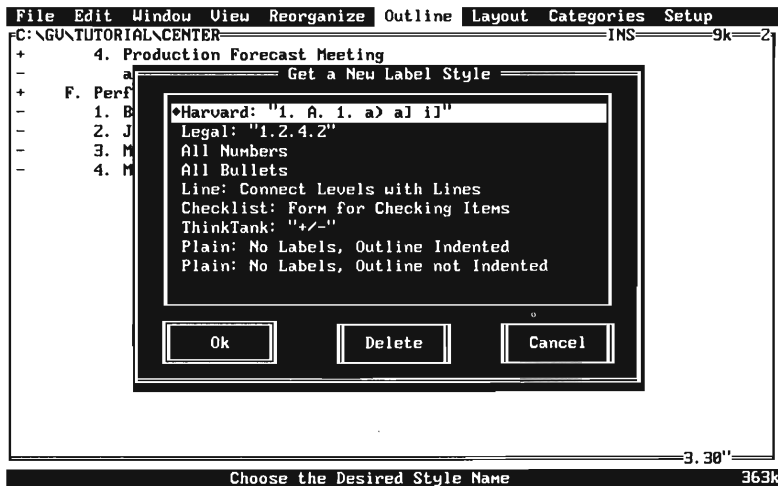 File Edit Window View Reorganize Outline Layout Categories Setup
C:\GV\TUTORIAL\CENTER INS 9k 2
+ 4. Production Forecast Meeting
- a
Get a New Label Style
+ F. Perf
- 1. B
◆Harvard: "1. A. 1. a) a] i]"
- 2. J
Legal: "1.2.4.2"
- 3. M
All Numbers
- 4. M
All Bullets
Line: Connect Levels with Lines
Checklist: Form for Checking Items
ThinkTank: "+/-"
Plain: No Labels, Outline Indented
Plain: No Labels, Outline not Indented
Ok Delete Cancel
3.30"
Choose the Desired Style Name 363k